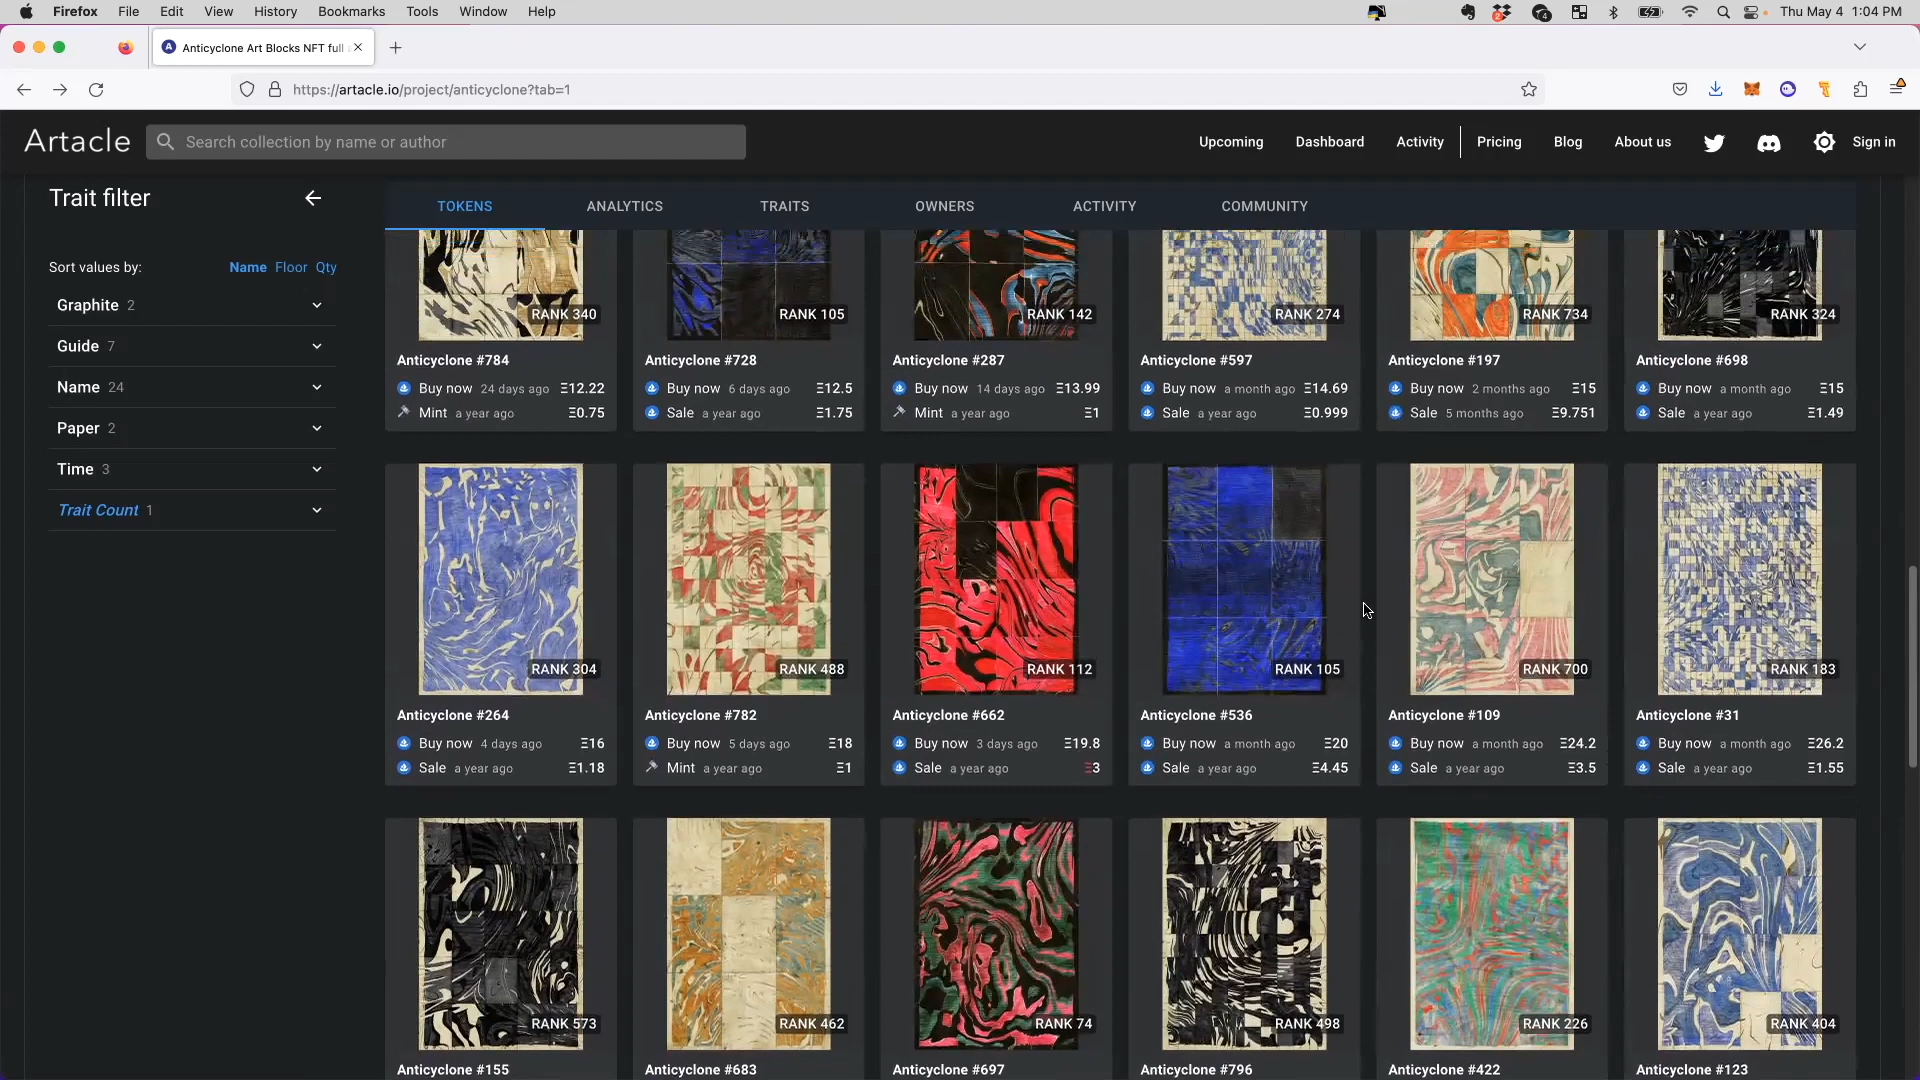 Firefox File Edit View History Bookmarks Tools Window Help Thu May 4 1:04 PM
Anticyclone Art Blocks NFT full
https://artacle.io/project/anticyclone?tab=1
Artacle Search collection by name or author Upcoming Dashboard Activity Pricing Blog About us Sign in
Trait filter
TOKENS ANALYTICS TRAITS OWNERS ACTIVITY COMMUNITY
Sort values by: Name Floor Qty
Graphite 2
Guide 7
Name 24
Paper 2
Time 3
Trait Count 1
RANK 340 RANK 105 RANK 142 RANK 274 RANK 734 RANK 324
Anticyclone #784 Anticyclone #728 Anticyclone #287 Anticyclone #597 Anticyclone #197 Anticyclone #698
Buy now 24 days ago Ξ12.22 Buy now 6 days ago Ξ12.5 Buy now 14 days ago Ξ13.99 Buy now a month ago Ξ14.69 Buy now 2 months ago Ξ15 Buy now a month ago Ξ15
Mint a year ago Ξ0.75 Sale a year ago Ξ1.75 Mint a year ago Ξ1 Sale a year ago Ξ0.999 Sale 5 months ago Ξ9.751 Sale a year ago Ξ1.49
RANK 304 RANK 488 RANK 112 RANK 105 RANK 700 RANK 183
Anticyclone #264 Anticyclone #782 Anticyclone #662 Anticyclone #536 Anticyclone #109 Anticyclone #31
Buy now 4 days ago Ξ16 Buy now 5 days ago Ξ18 Buy now 3 days ago Ξ19.8 Buy now a month ago Ξ20 Buy now a month ago Ξ24.2 Buy now a month ago Ξ26.2
Sale a year ago Ξ1.18 Mint a year ago Ξ1 Sale a year ago Ξ3 Sale a year ago Ξ4.45 Sale a year ago Ξ3.5 Sale a year ago Ξ1.55
RANK 573 RANK 462 RANK 74 RANK 498 RANK 226 RANK 404
Anticyclone #155 Anticyclone #683 Anticyclone #697 Anticyclone #796 Anticyclone #422 Anticyclone #123